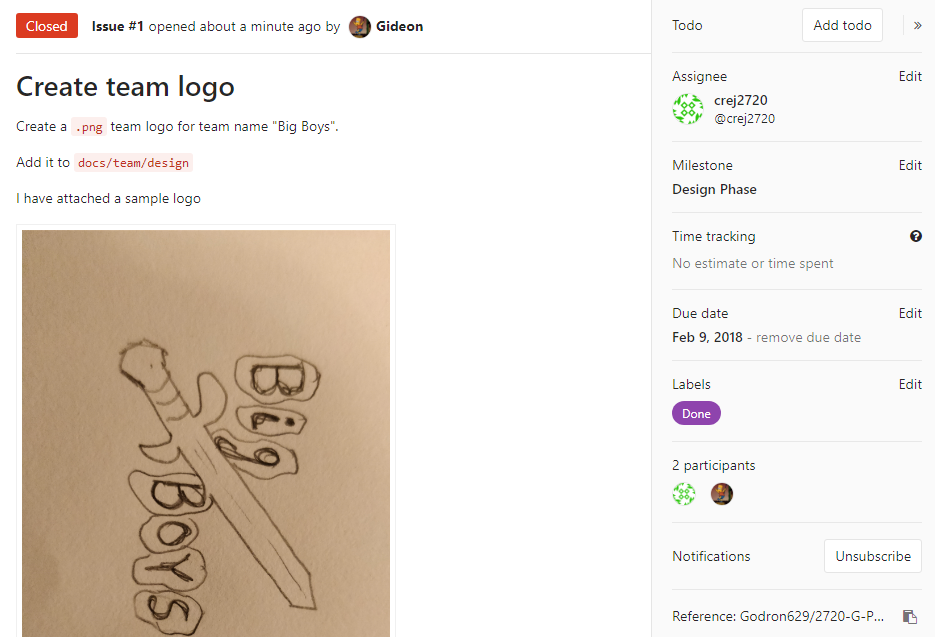 Closed Issue #1 opened about a minute ago by Gideon
Create team logo
Create a .png team logo for team name "Big Boys".
Add it to docs/team/design
I have attached a sample logo
Big
Boys
Todo Add todo »
Assignee Edit
crej2720
@crej2720
Milestone Edit
Design Phase
Time tracking
No estimate or time spent
Due date Edit
Feb 9, 2018 - remove due date
Labels Edit
Done
2 participants
Notifications Unsubscribe
Reference: Godron629/2720-G-P...